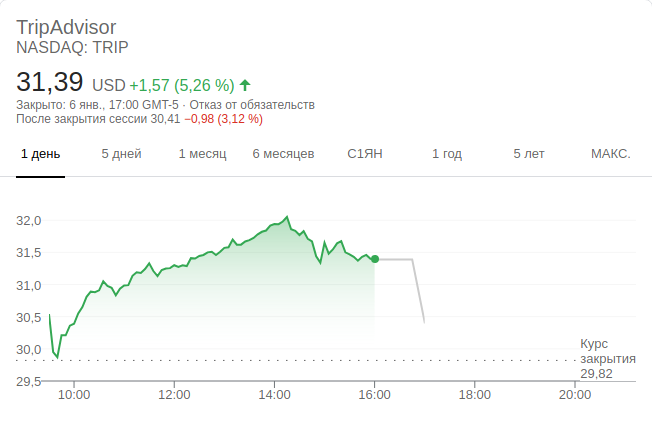 TripAdvisor
NASDAQ: TRIP
31,39 USD +1,57 (5,26 %)
Закрыто: 6 янв., 17:00 GMT-5 · Отказ от обязательств
После закрытия сессии 30,41 −0,98 (3,12 %)
1 день 5 дней 1 месяц 6 месяцев С1ЯН 1 год 5 лет МАКС.
32,0
31,5
31,0
30,5
30,0
29,5
Курс
закрытия
29,82
10:00 12:00 14:00 16:00 18:00 20:00